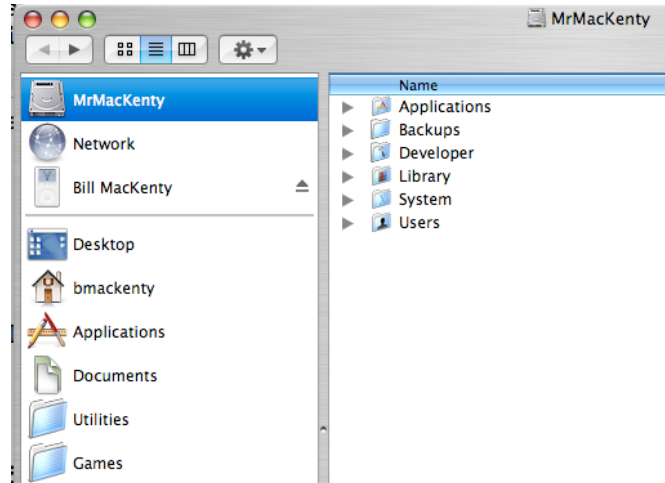 MrMacKenty
MrMacKenty
Network
Bill MacKenty
Desktop
bmackenty
Applications
Documents
Utilities
Games
Name
Applications
Backups
Developer
Library
System
Users